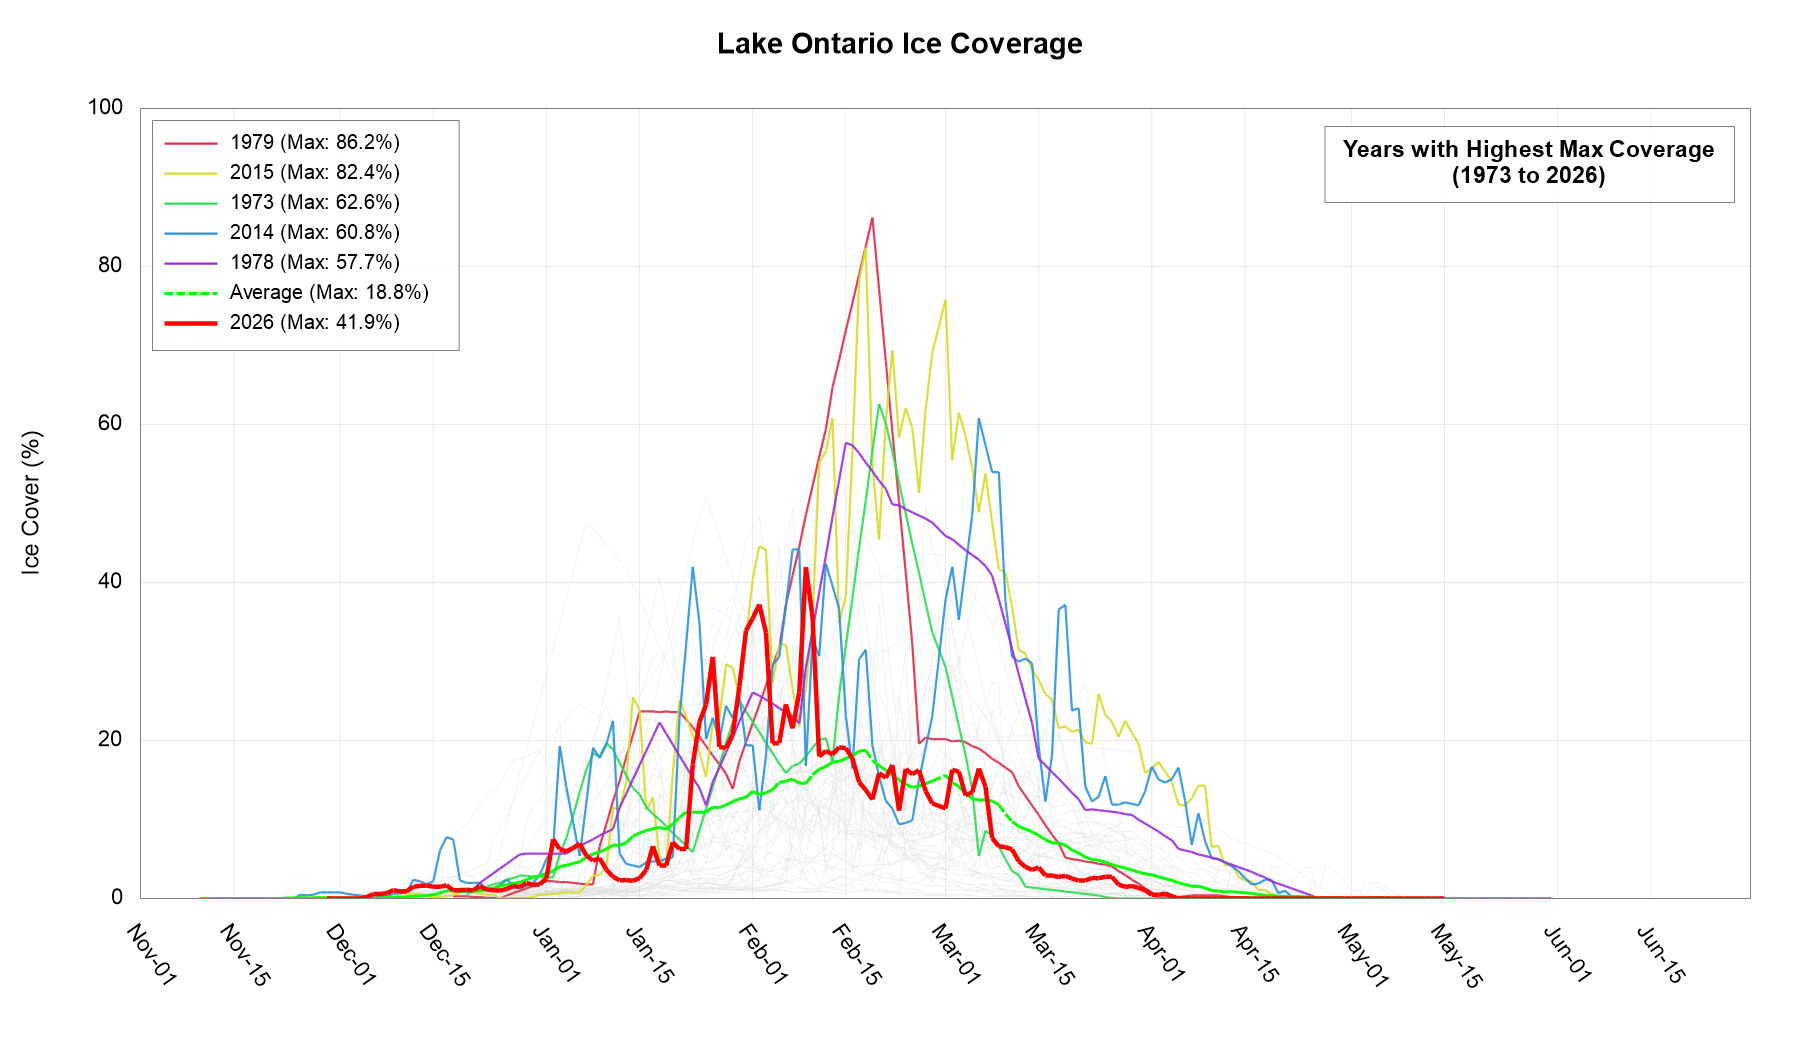 Lake Ontario Ice Coverage
100
80
60
40
20
0
Ice Cover (%)
1979 (Max: 86.2%)
2015 (Max: 82.4%)
1973 (Max: 62.6%)
2014 (Max: 60.8%)
1978 (Max: 57.7%)
Average (Max: 18.8%)
2026 (Max: 41.9%)
Years with Highest Max Coverage
(1973 to 2026)
Nov-01
Nov-15
Dec-01
Dec-15
Jan-01
Jan-15
Feb-01
Feb-15
Mar-01
Mar-15
Apr-01
Apr-15
May-01
May-15
Jun-01
Jun-15